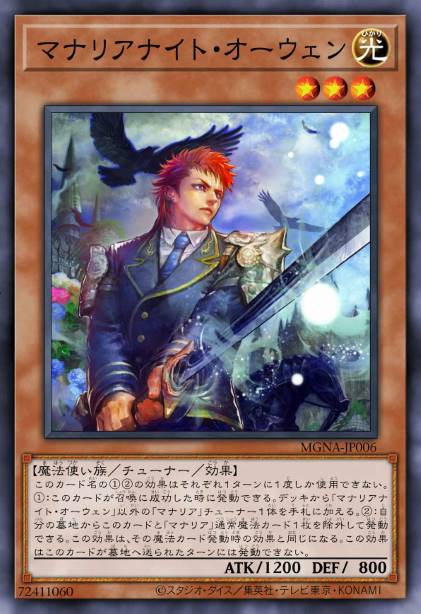 マナリアナイト・オーウェン
ひかり
光
MGNA-JP006
【魔法使い族／チューナー／効果】
このカード名の①②の効果はそれぞれ1ターンに1度しか使用できない。
①：このカードが召喚に成功した時に発動できる。デッキから「マナリアナ
イト・オーウェン」以外の「マナリア」チューナー1体を手札に加える。②：自
分の墓地からこのカードと「マナリア」通常魔法カード1枚を除外して発動
できる。この効果は、その魔法カード発動時の効果と同じになる。この効果
はこのカードが墓地へ送られたターンには発動できない。
ATK/1200 DEF/ 800
72411060 ©スタジオ・ダイス／集英社・テレビ東京・KONAMI